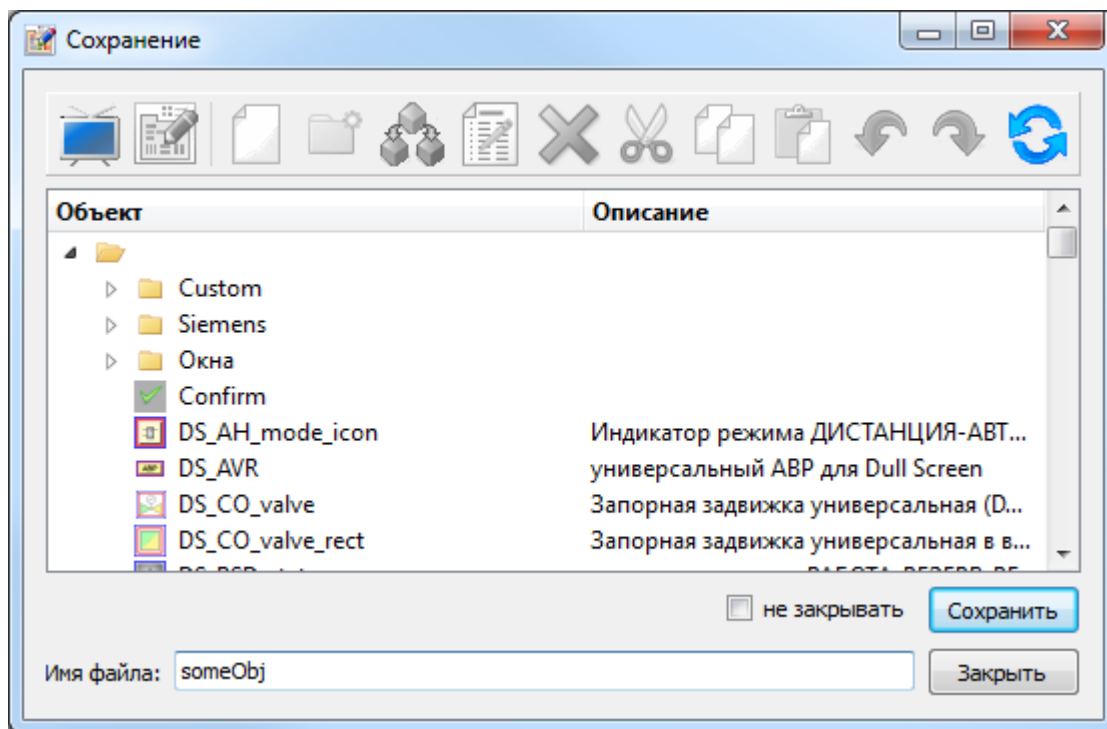 Сохранение
Объект Описание
Custom
Siemens
Окна
Confirm
DS_AH_mode_icon Индикатор режима ДИСТАНЦИЯ-АВТ...
DS_AVR универсальный АВР для Dull Screen
DS_CO_valve Запорная задвижка универсальная (D...
DS_CO_valve_rect Запорная задвижка универсальная в в...
не закрывать Сохранить
Имя файла: someObj Закрыть